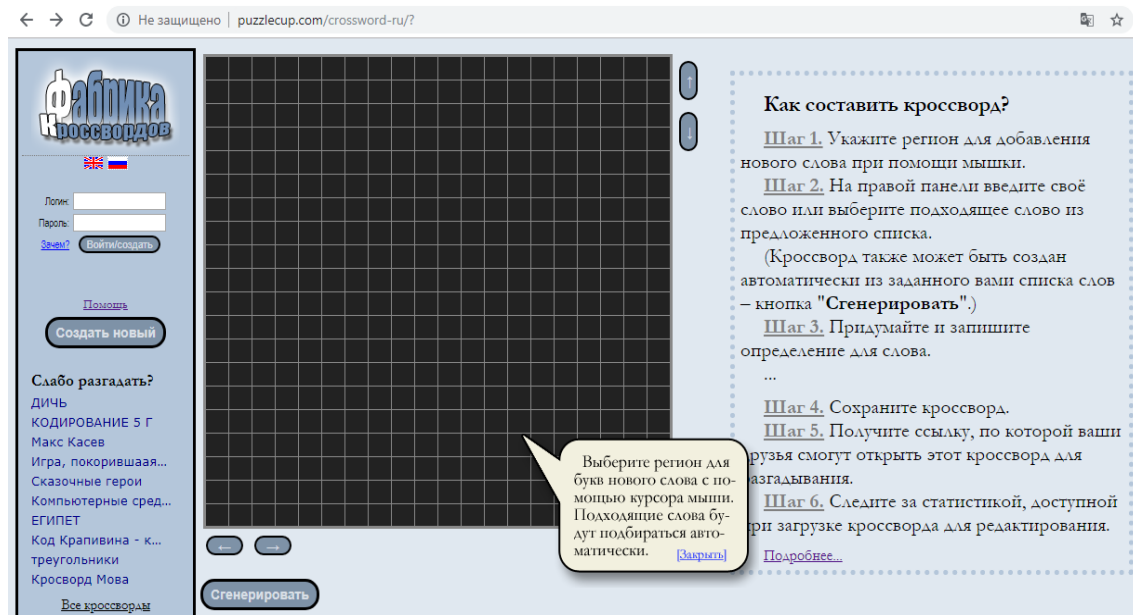 Не защищено | puzzlecup.com/crossword-ru/?
Фабрика
Кроссвордов
Логин:
Пароль:
Зачем? Войти/создать
Помощь
Создать новый
Слабо разгадать?
ДИЧЬ
КОДИРОВАНИЕ 5 Г
Макс Касев
Игра, покорившаая...
Сказочные герои
Компьютерные сред...
ЕГИПЕТ
Код Крапивина - к...
треугольники
Кросворд Мова
Все кроссворды
↑
↓
← →
Сгенерировать
Выберите регион для
букв нового слова с по-
мощью курсора мыши.
Подходящие слова бу-
дут подбираться авто-
матически. [Закрыть]
Как составить кроссворд?
Шаг 1. Укажите регион для добавления
нового слова при помощи мышки.
Шаг 2. На правой панели введите своё
слово или выберите подходящее слово из
предложенного списка.
(Кроссворд также может быть создан
автоматически из заданного вами списка слов
– кнопка "Сгенерировать".)
Шаг 3. Придумайте и запишите
определение для слова.
...
Шаг 4. Сохраните кроссворд.
Шаг 5. Получите ссылку, по которой ваши
друзья смогут открыть этот кроссворд для
разгадывания.
Шаг 6. Следите за статистикой, доступной
при загрузке кроссворда для редактирования.
Подробнее...